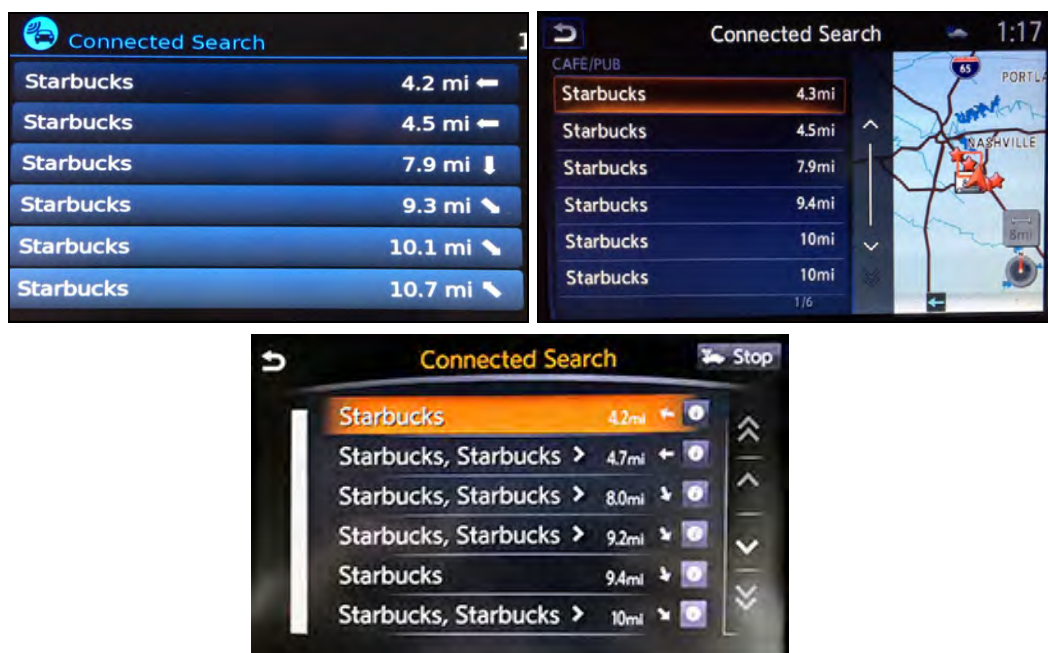 Connected Search
Starbucks 4.2 mi
Starbucks 4.5 mi
Starbucks 7.9 mi
Starbucks 9.3 mi
Starbucks 10.1 mi
Starbucks 10.7 mi
Connected Search 1:17
CAFE/PUB
Starbucks 4.3mi
Starbucks 4.5mi
Starbucks 7.9mi
Starbucks 9.4mi
Starbucks 10mi
Starbucks 10mi
1/6
65
PORTLA
NASHVILLE
8mi
Connected Search Stop
Starbucks 4.2mi
Starbucks, Starbucks > 4.7mi
Starbucks, Starbucks > 8.0mi
Starbucks, Starbucks > 9.2mi
Starbucks 9.4mi
Starbucks, Starbucks > 10mi